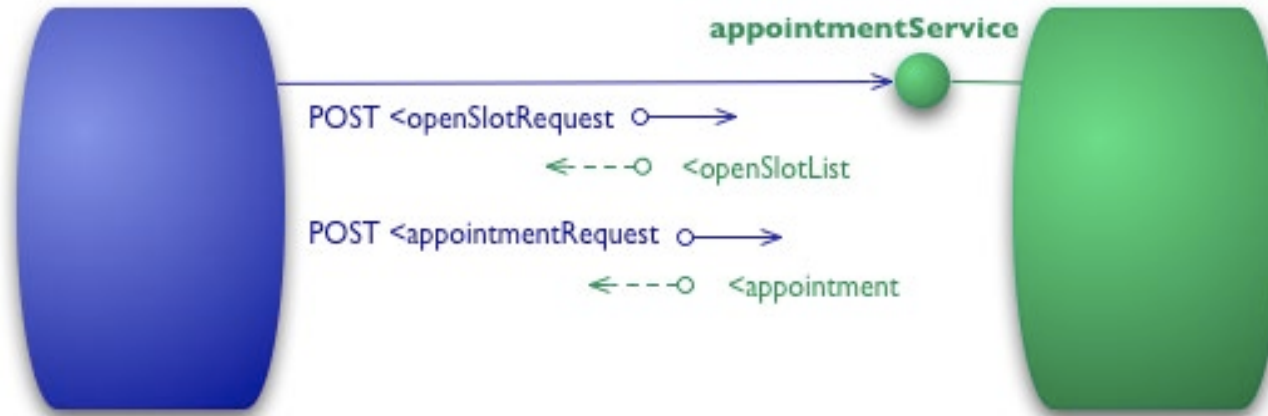 appointmentService
POST <openSlotRequest
<openSlotList
POST <appointmentRequest
<appointment